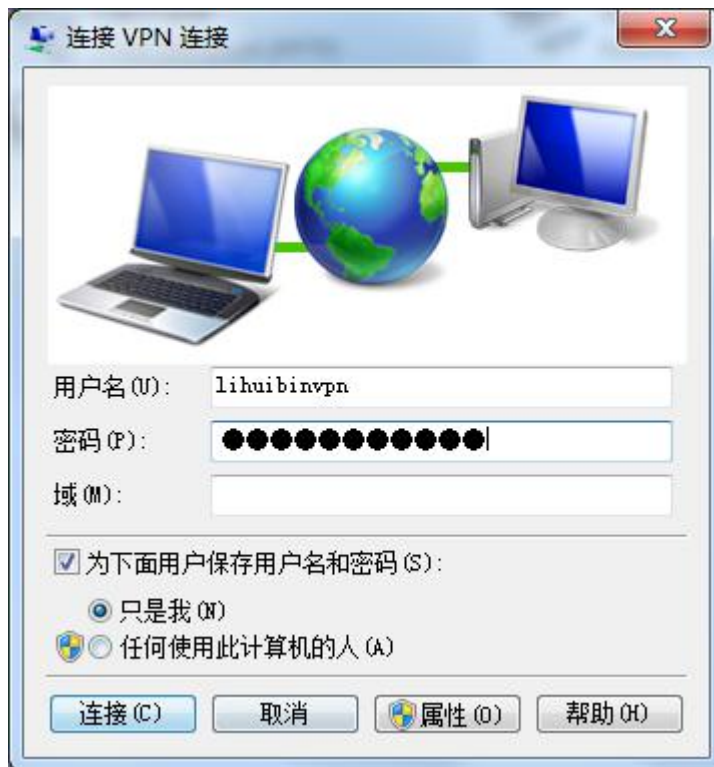 连接 VPN 连接
用户名(U): lihuibinvpn
密码(P): ●●●●●●●●●●●
域(M):
为下面用户保存用户名和密码(S):
只是我(N)
任何使用此计算机的人(A)
连接(C) 取消 属性(O) 帮助(H)